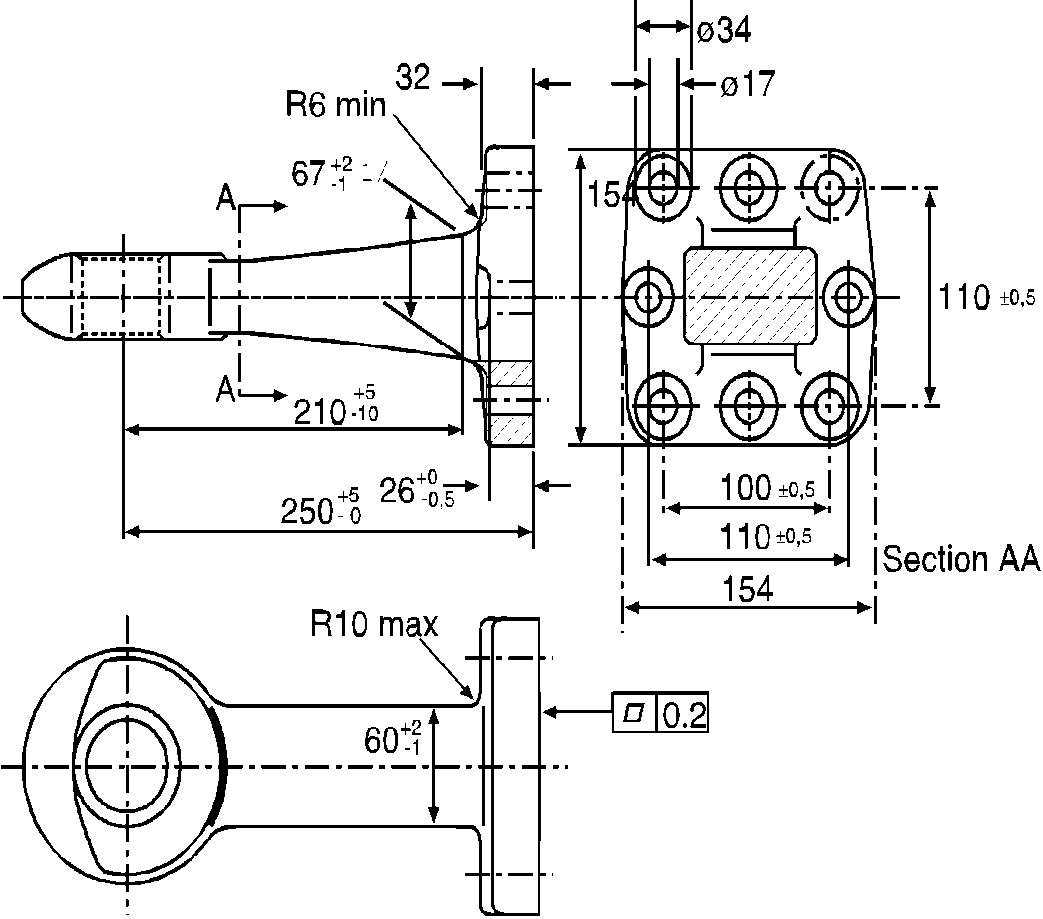 ø34
32
ø17
R6 min
67 +2 -1
154
A
110 ±0,5
A
210 +5 -10
26 +0 -0,5
100 ±0,5
250 +5 -0
110 ±0,5
Section AA
154
R10 max
0.2
60 +2 -1